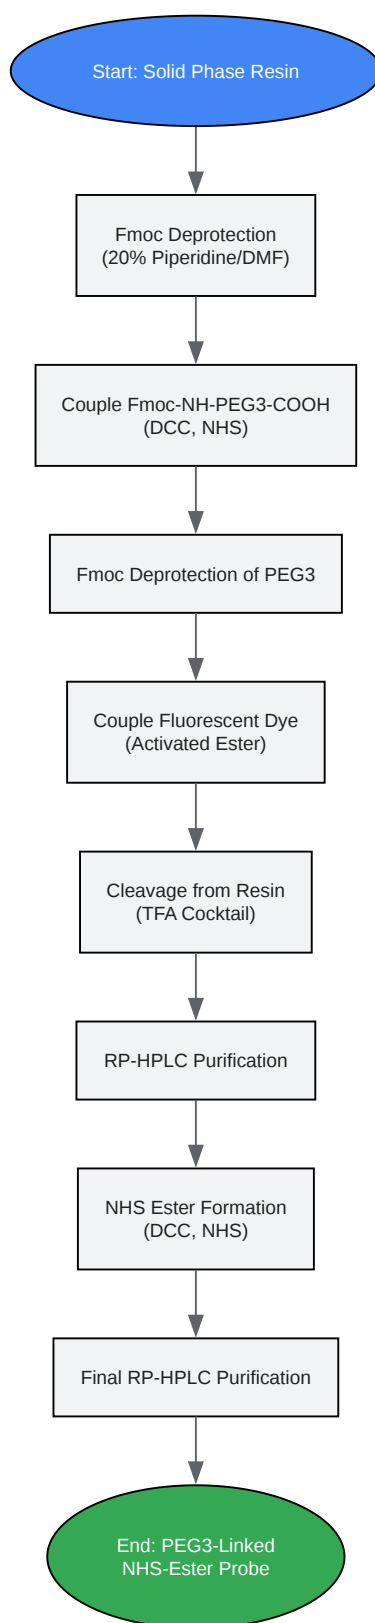 Start: Solid Phase Resin
Fmoc Deprotection
(20% Piperidine/DMF)
Couple Fmoc-NH-PEG3-COOH
(DCC, NHS)
Fmoc Deprotection of PEG3
Couple Fluorescent Dye
(Activated Ester)
Cleavage from Resin
(TFA Cocktail)
RP-HPLC Purification
NHS Ester Formation
(DCC, NHS)
Final RP-HPLC Purification
End: PEG3-Linked
NHS-Ester Probe